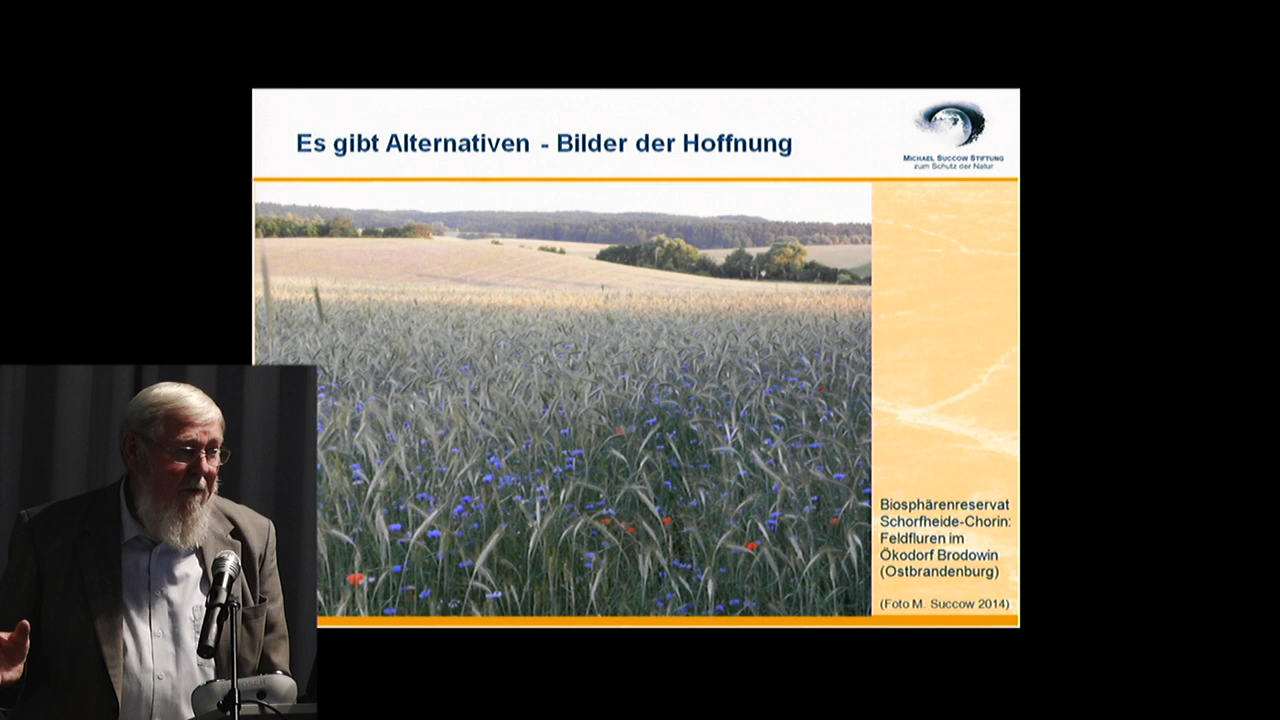 Es gibt Alternativen - Bilder der Hoffnung
MICHAEL SUCCOW STIFTUNG
zum Schutz der Natur
Biosphärenreservat
Schorfheide-Chorin:
Feldfluren im
Ökodorf Brodowin
(Ostbrandenburg)
(Foto M. Succow 2014)